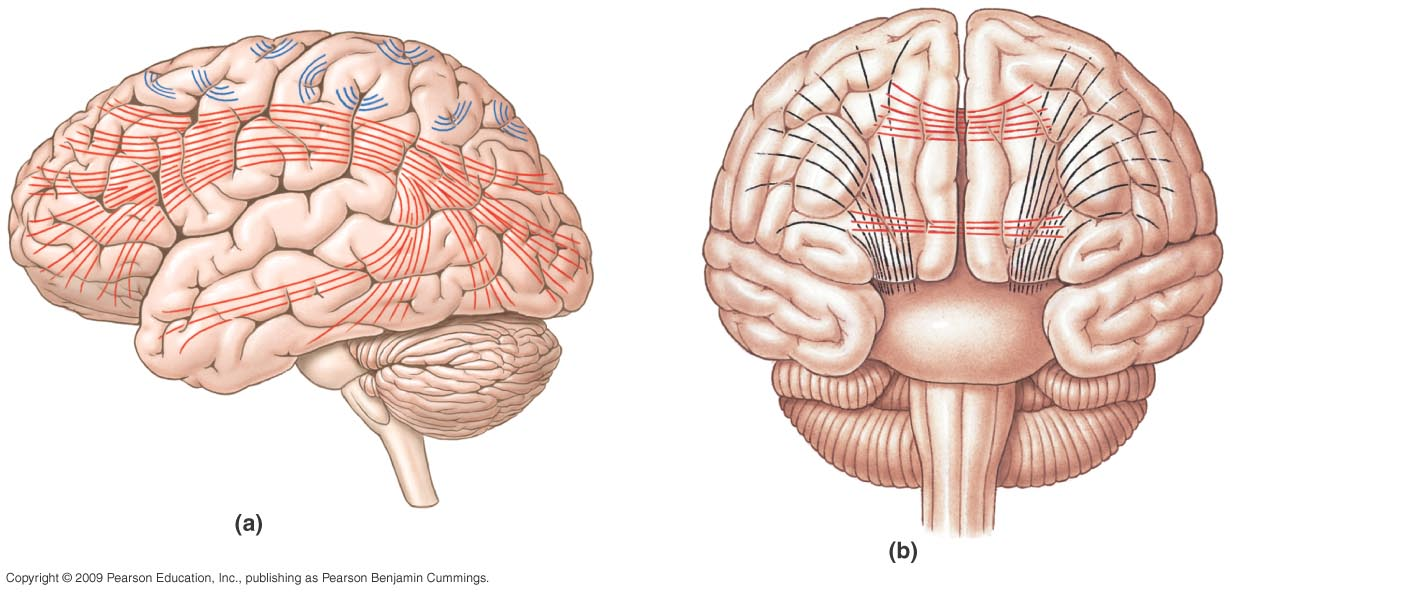 (a)
(b)
Copyright © 2009 Pearson Education, Inc., publishing as Pearson Benjamin Cummings.